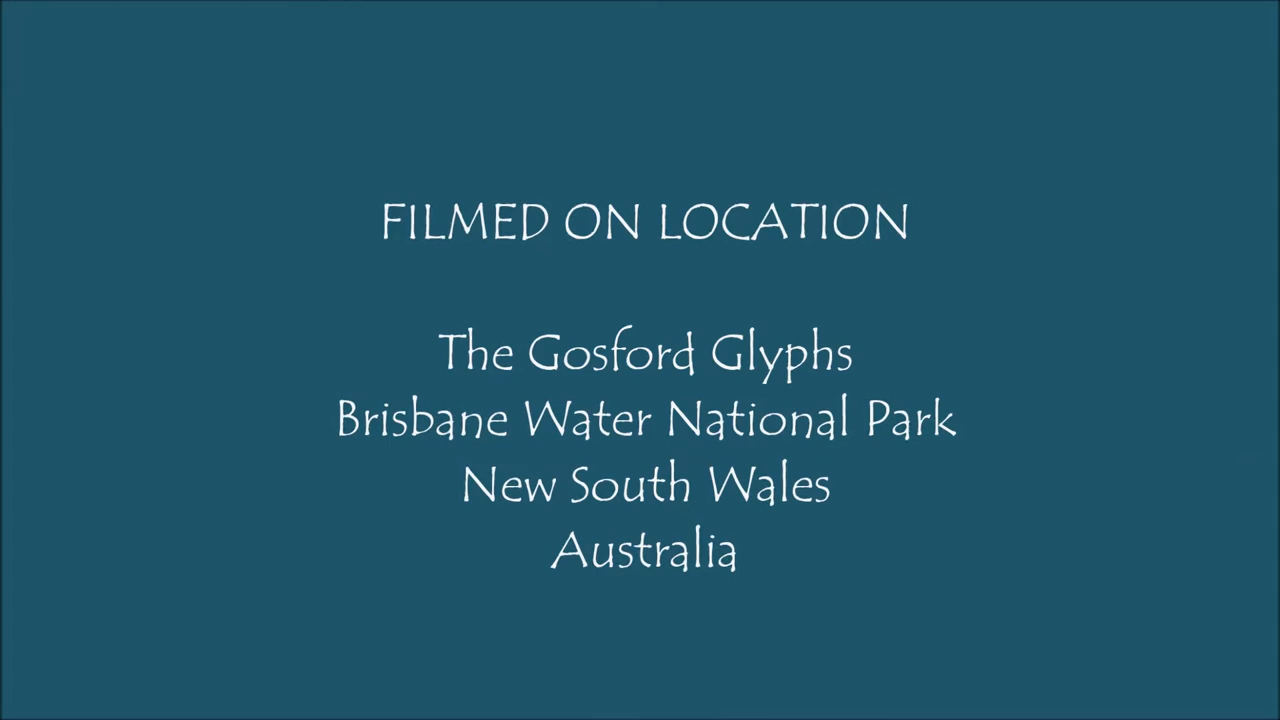 FILMED ON LOCATION
The Gosford Glyphs
Brisbane Water National Park
New South Wales
Australia